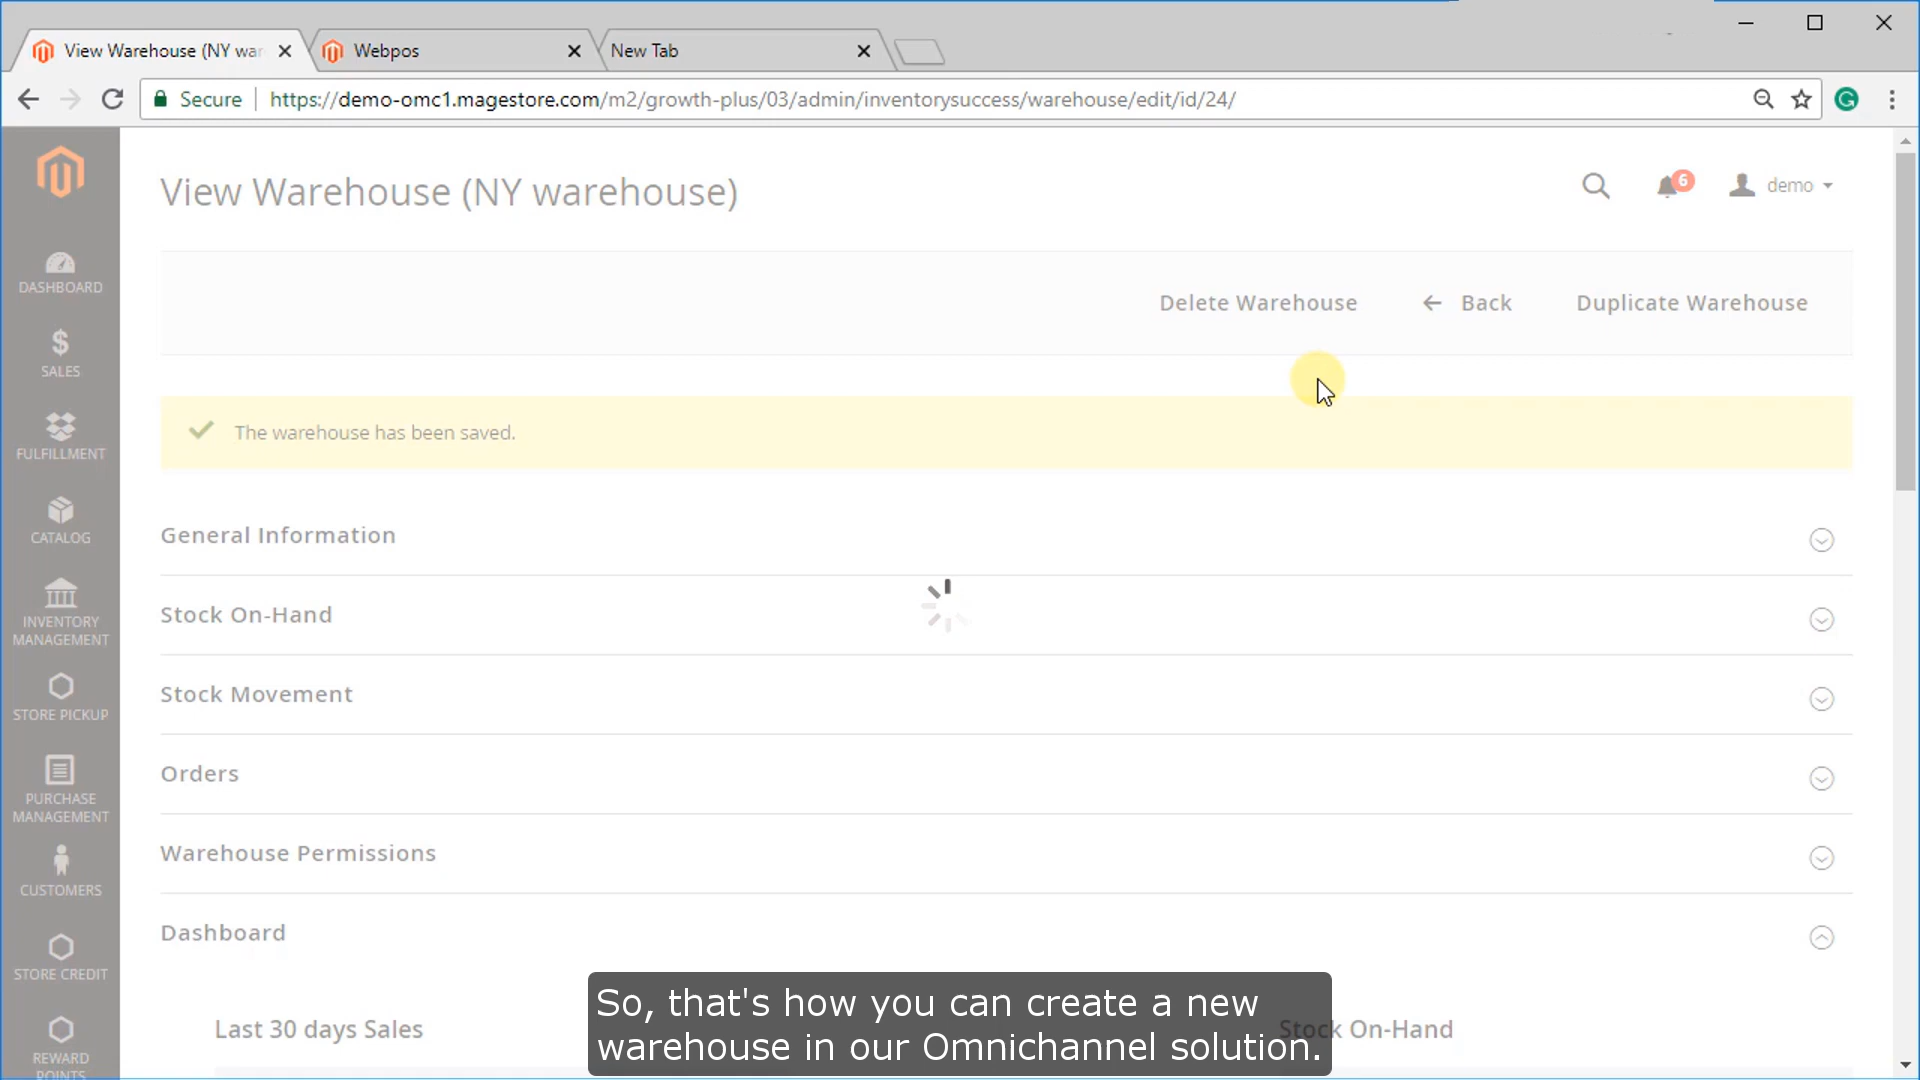 View Warehouse (NY war
Webpos
New Tab
Secure
https://demo-omc1.magestore.com/m2/growth-plus/03/admin/inventorysuccess/warehouse/edit/id/24/
View Warehouse (NY warehouse)
6
demo
DASHBOARD
SALES
FULFILLMENT
CATALOG
INVENTORY
MANAGEMENT
STORE PICKUP
PURCHASE
MANAGEMENT
CUSTOMERS
STORE CREDIT
REWARD
POINTS
Delete Warehouse
Back
Duplicate Warehouse
The warehouse has been saved.
General Information
Stock On-Hand
Stock Movement
Orders
Warehouse Permissions
Dashboard
Last 30 days Sales
Stock On-Hand
So, that's how you can create a new
warehouse in our Omnichannel solution.